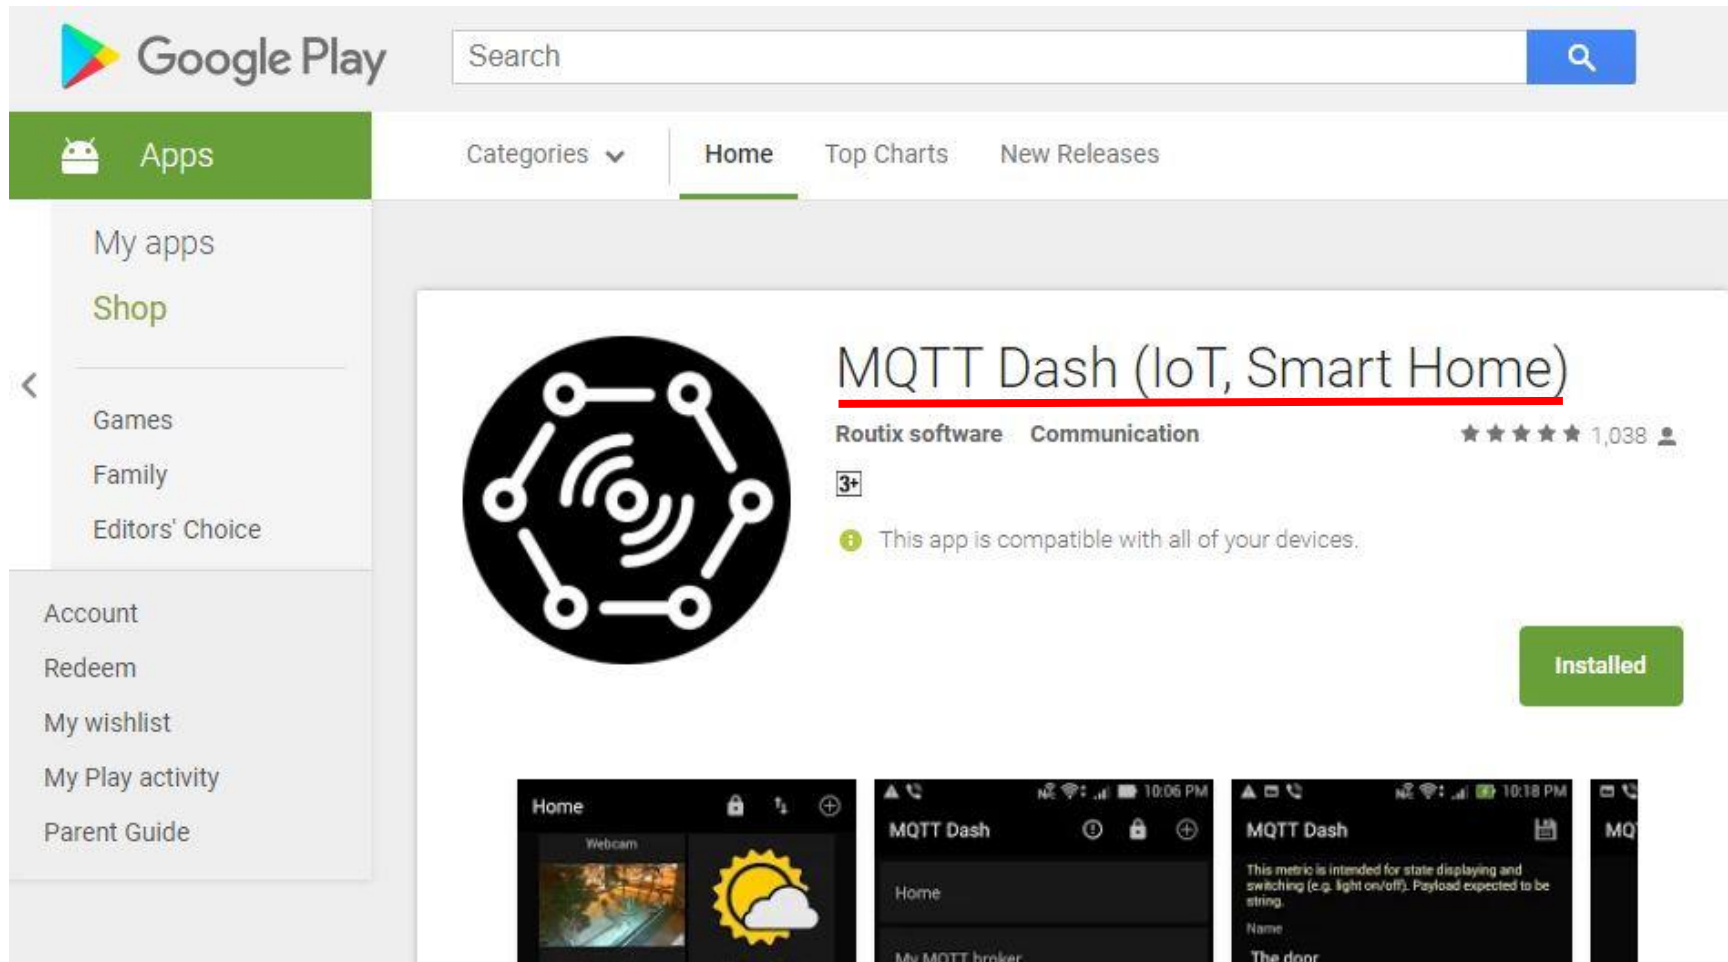 Google Play
Search
Apps
Categories
Home
Top Charts
New Releases
My apps
Shop
Games
Family
Editors' Choice
Account
Redeem
My wishlist
My Play activity
Parent Guide
MQTT Dash (IoT, Smart Home)
Routix software Communication
1,038
3+
This app is compatible with all of your devices.
Installed
Home
Webcam
10:06 PM
MQTT Dash
Home
My MQTT broker
10:18 PM
MQTT Dash
This metric is intended for state displaying and
switching (e.g. light on/off). Payload expected to be
string.
Name
The door
MQ